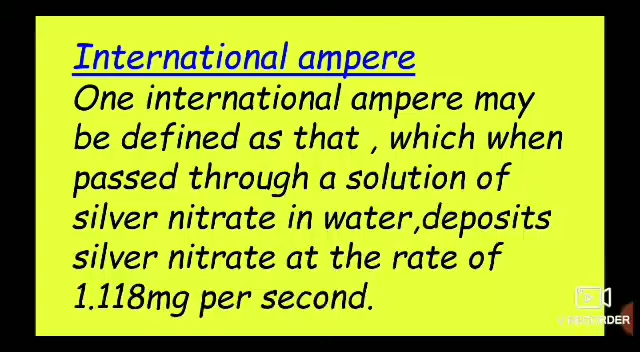 International ampere
One international ampere may
be defined as that , which when
passed through a solution of
silver nitrate in water,deposits
silver nitrate at the rate of
1.118mg per second.
RECORDER